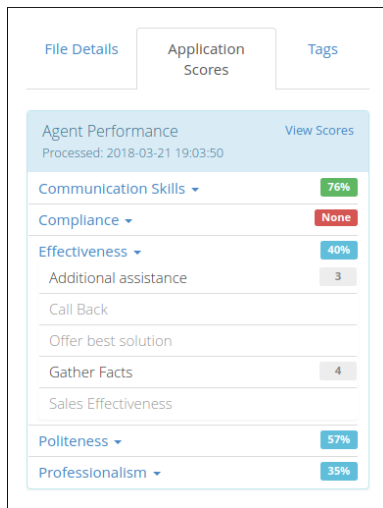 File Details
Application
Scores
Tags
Agent Performance
View Scores
Processed: 2018-03-21 19:03:50
Communication Skills
76%
Compliance
None
Effectiveness
40%
Additional assistance
3
Call Back
Offer best solution
Gather Facts
4
Sales Effectiveness
Politeness
57%
Professionalism
35%